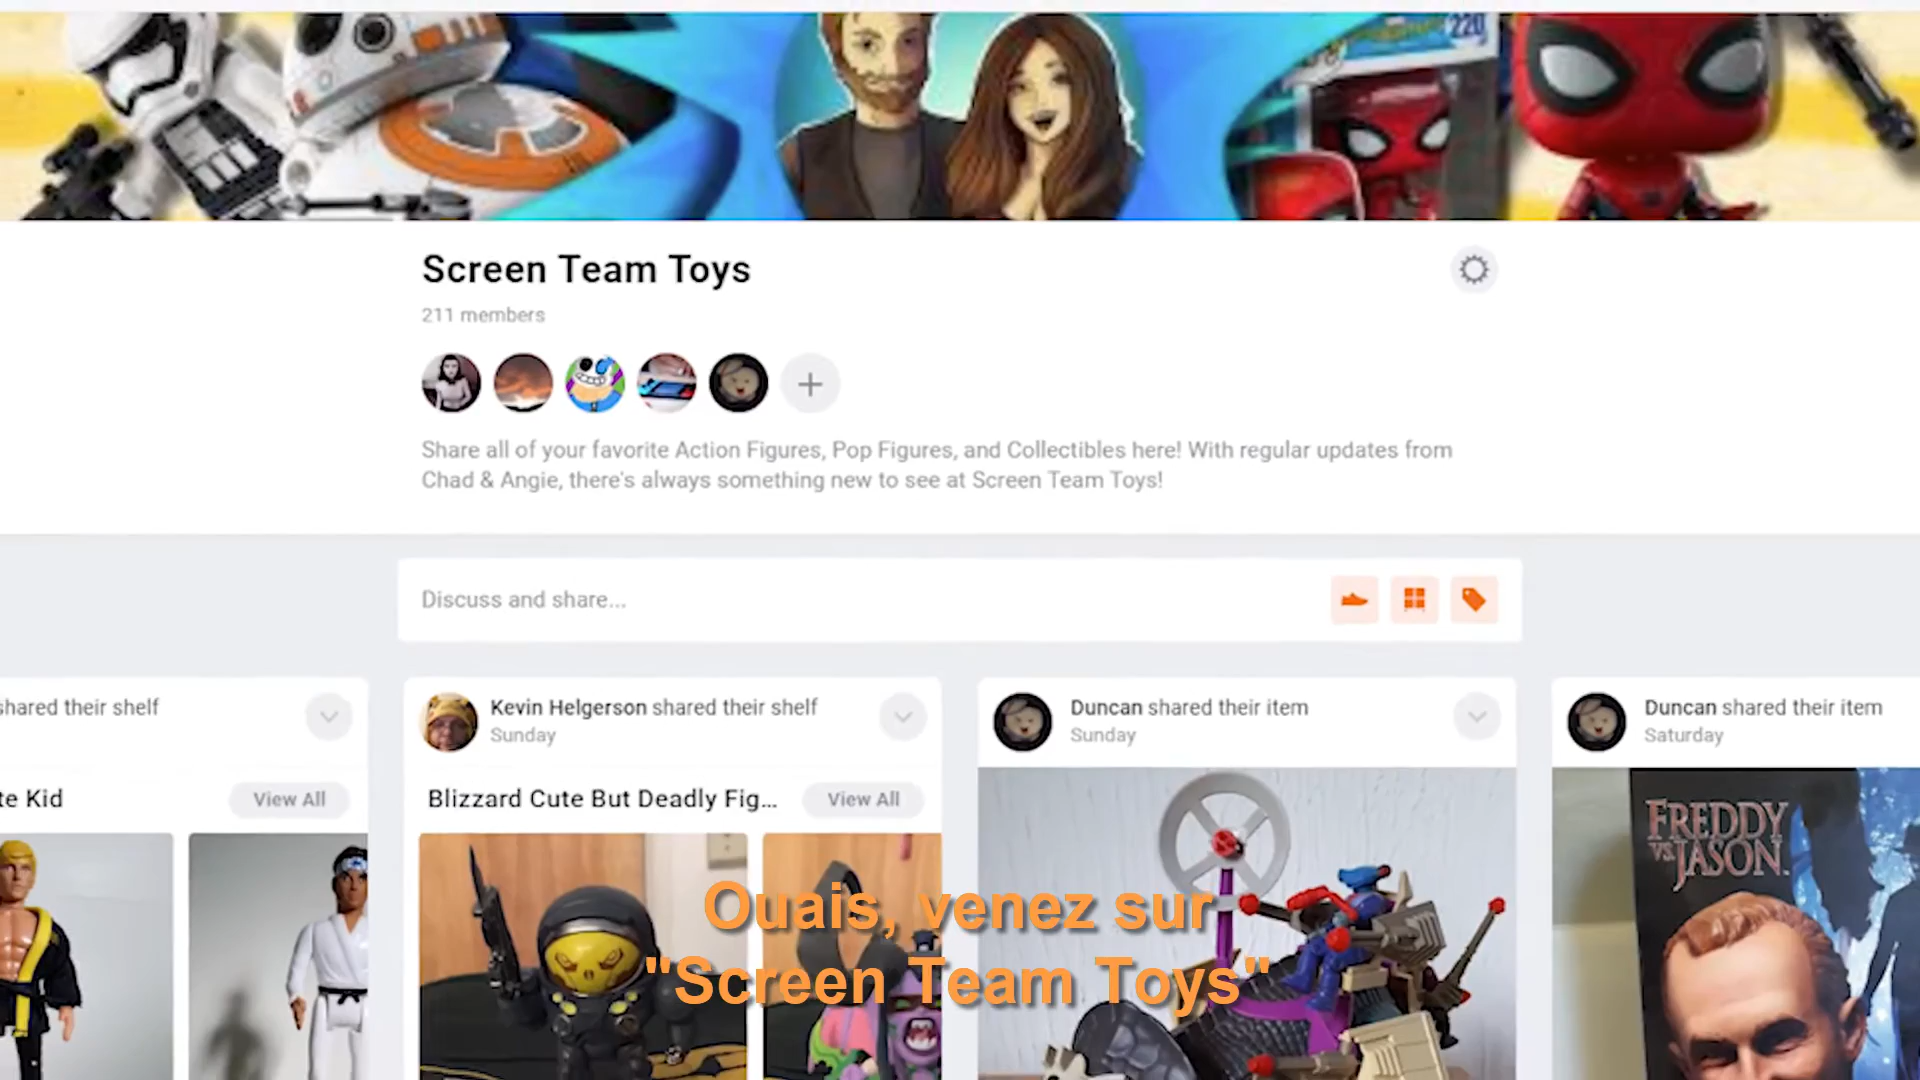 220
Screen Team Toys
211 members
Share all of your favorite Action Figures, Pop Figures, and Collectibles here! With regular updates from
Chad & Angie, there's always something new to see at Screen Team Toys!
Discuss and share...
shared their shelf
Kevin Helgerson shared their shelf
Sunday
Duncan shared their item
Sunday
Duncan shared their item
Saturday
te Kid
View All
Blizzard Cute But Deadly Fig...
View All
FREDDY
VS.
JASON
Ouais, venez sur
"Screen Team Toys"